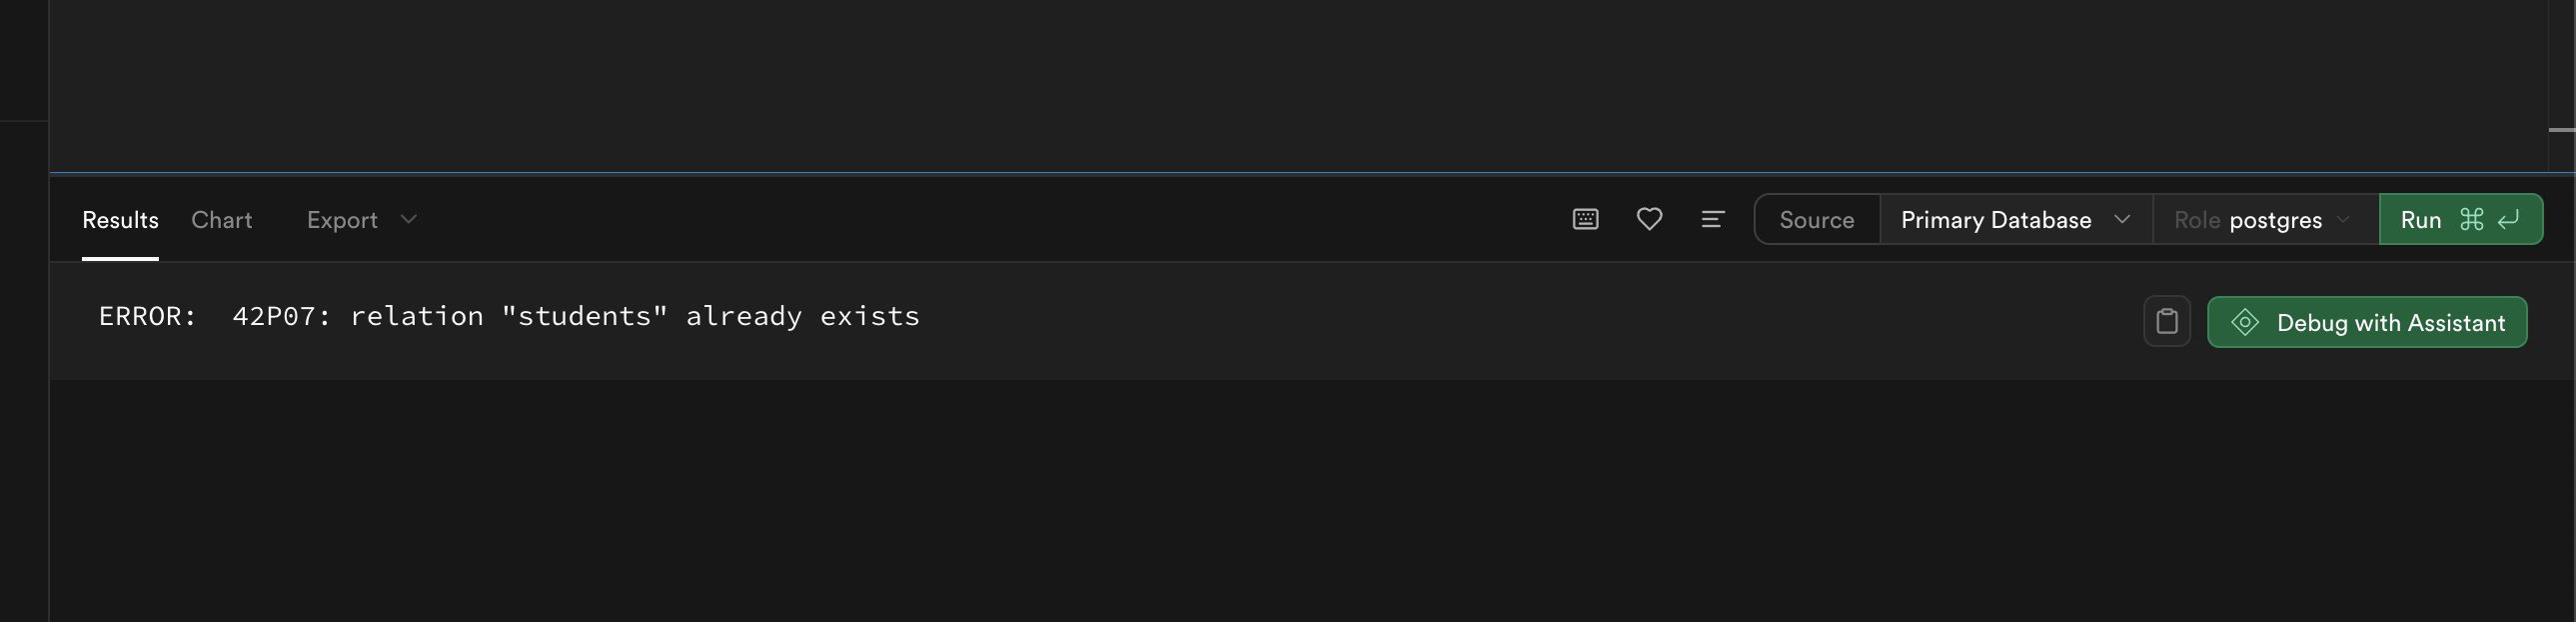 Results Chart Export Source Primary Database Role postgres Run ⌘ ↵
ERROR:  42P07: relation "students" already exists
Debug with Assistant